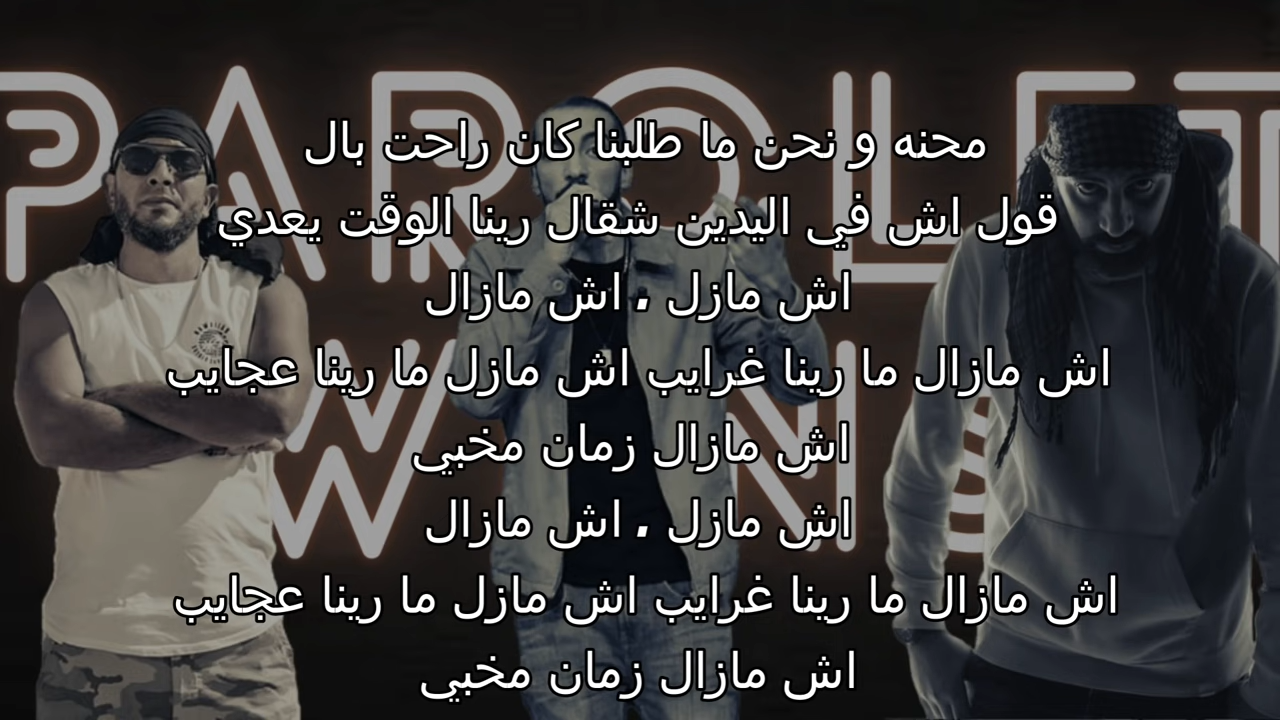 PAROLET
WINS
محنه و نحن ما طلبنا كان راحت بال
قول اش في اليدين شقال رينا الوقت يعدي
اش مازل ، اش مازال
اش مازال ما رينا غرايب اش مازل ما رينا عجايب
اش مازال زمان مخبي
اش مازل ، اش مازال
اش مازال ما رينا غرايب اش مازل ما رينا عجايب
اش مازال زمان مخبي